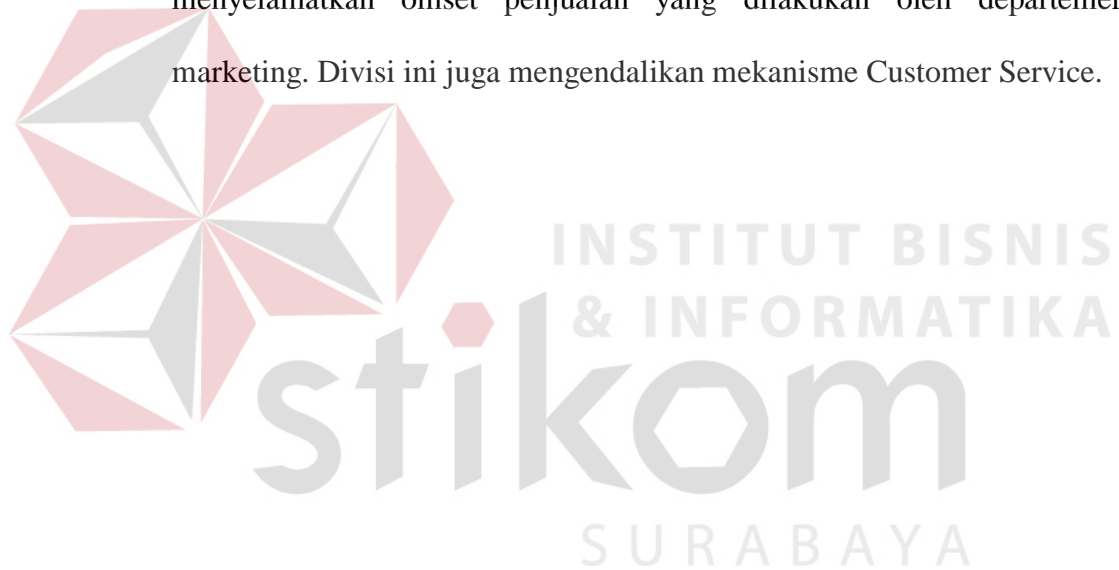 menyelamatkan omset penjualan yang dilakukan oleh departemen
marketing. Divisi ini juga mengendalikan mekanisme Customer Service.
INSTITUT BISNIS
& INFORMATIKA
stikom
SURABAYA